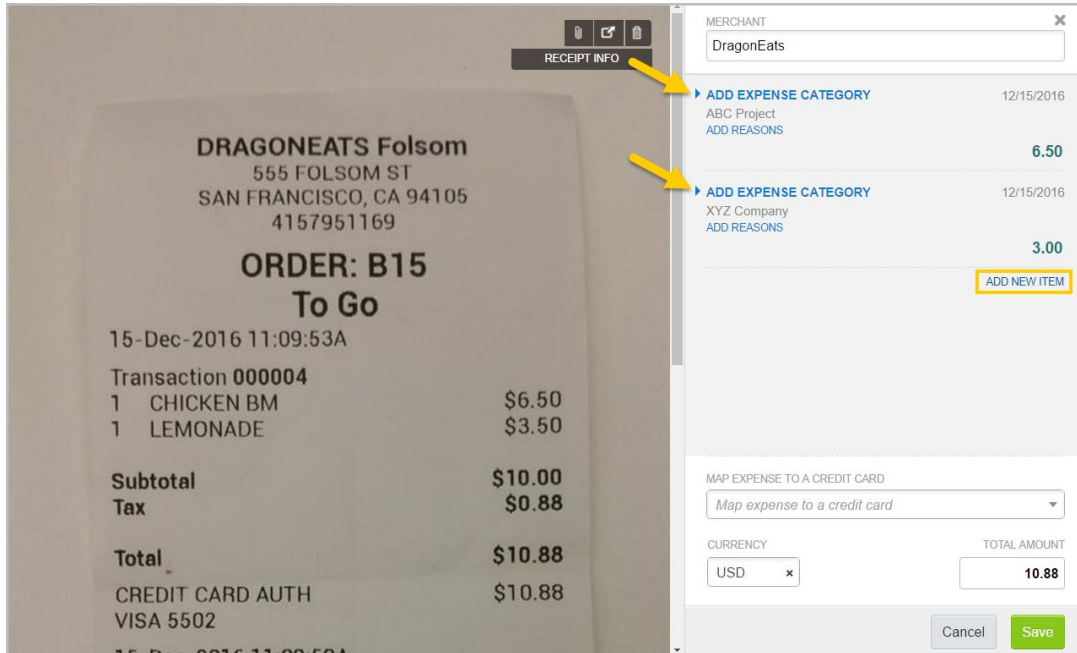 RECEIPT INFO
DRAGONEATS Folsom
555 FOLSOM ST
SAN FRANCISCO, CA 94105
4157951169
ORDER: B15
To Go
15-Dec-2016 11:09:53A
Transaction 000004
1 CHICKEN BM $6.50
1 LEMONADE $3.50
Subtotal $10.00
Tax $0.88
Total $10.88
CREDIT CARD AUTH $10.88
VISA 5502
MERCHANT
DragonEats
ADD EXPENSE CATEGORY 12/15/2016
ABC Project
ADD REASONS
6.50
ADD EXPENSE CATEGORY 12/15/2016
XYZ Company
ADD REASONS
3.00
ADD NEW ITEM
MAP EXPENSE TO A CREDIT CARD
Map expense to a credit card
CURRENCY TOTAL AMOUNT
USD × 10.88
Cancel Save